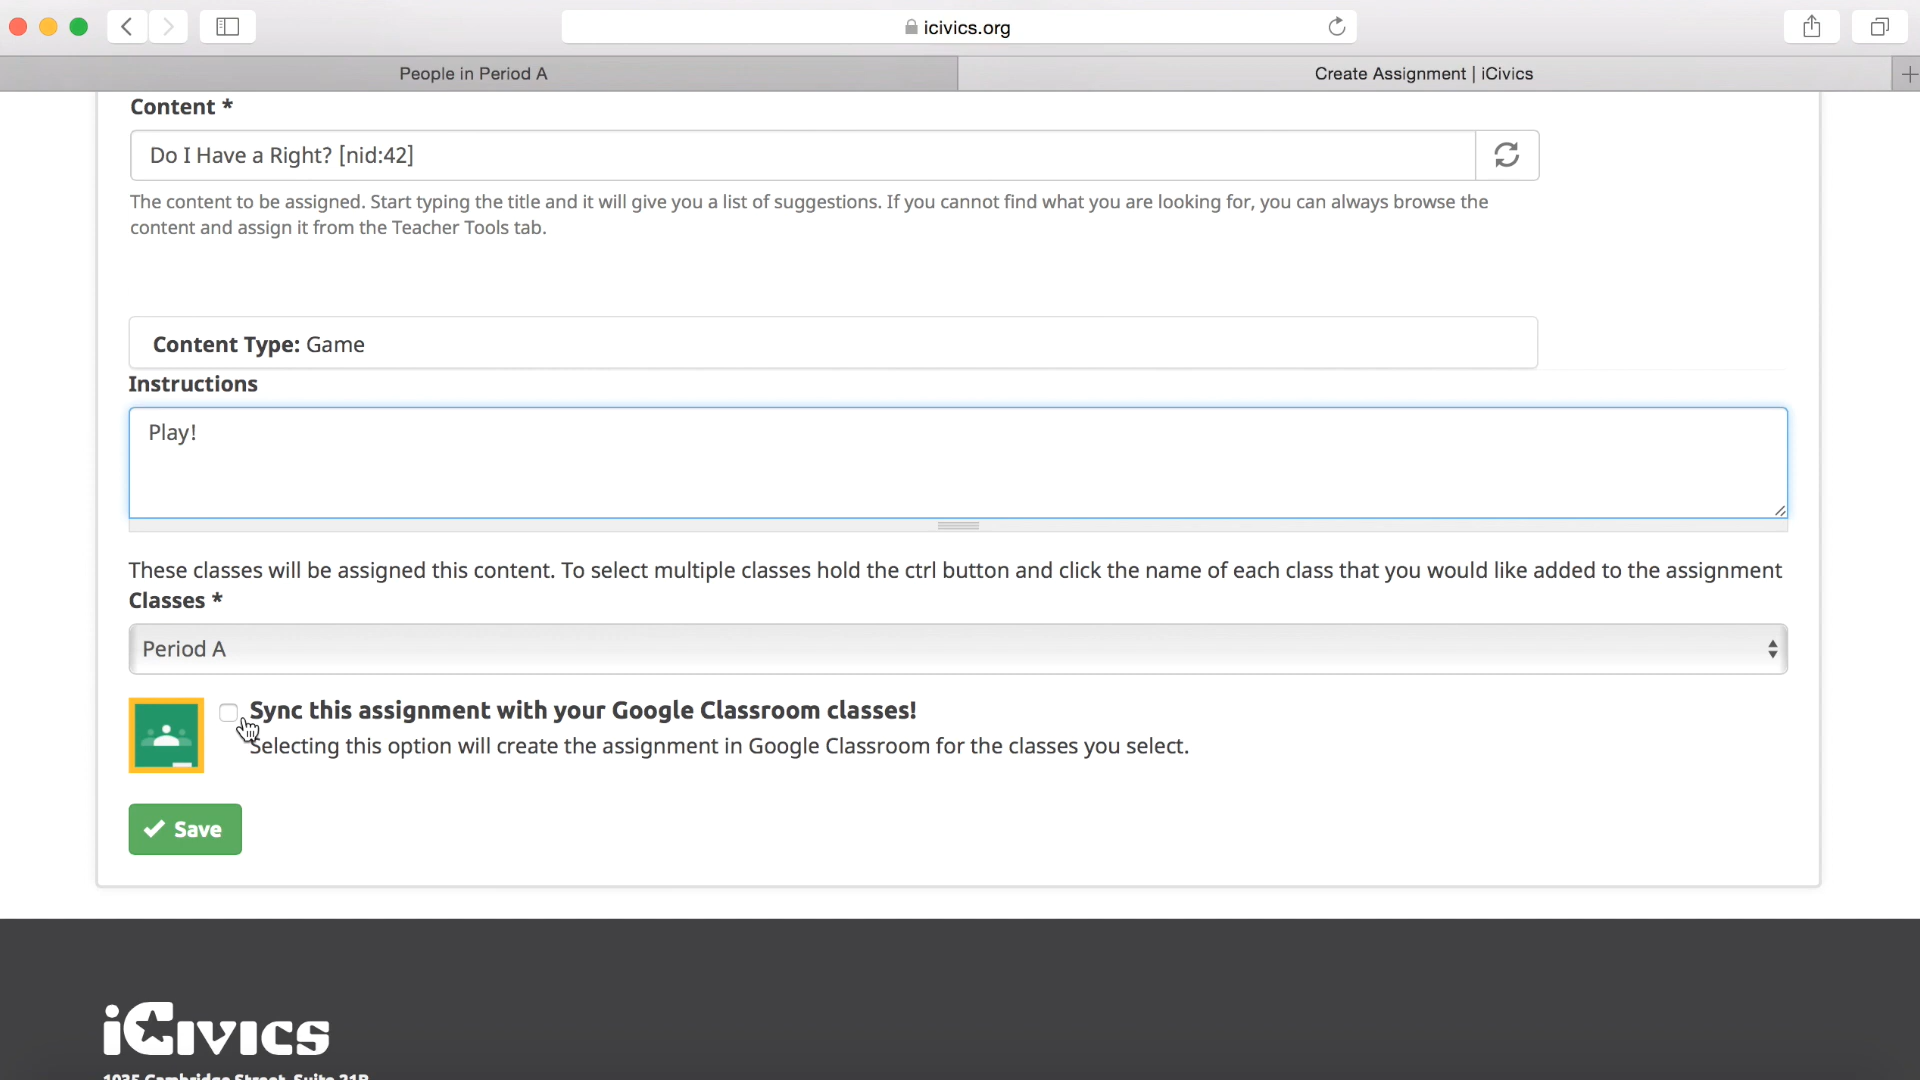 icivics.org
People in Period A
Create Assignment | iCivics
Content *
Do I Have a Right? [nid:42]
The content to be assigned. Start typing the title and it will give you a list of suggestions. If you cannot find what you are looking for, you can always browse the
content and assign it from the Teacher Tools tab.
Content Type: Game
Instructions
Play!
These classes will be assigned this content. To select multiple classes hold the ctrl button and click the name of each class that you would like added to the assignment
Classes *
Period A
Sync this assignment with your Google Classroom classes!
Selecting this option will create the assignment in Google Classroom for the classes you select.
Save
iCivics
1035 Cambridge Street, Suite 21B